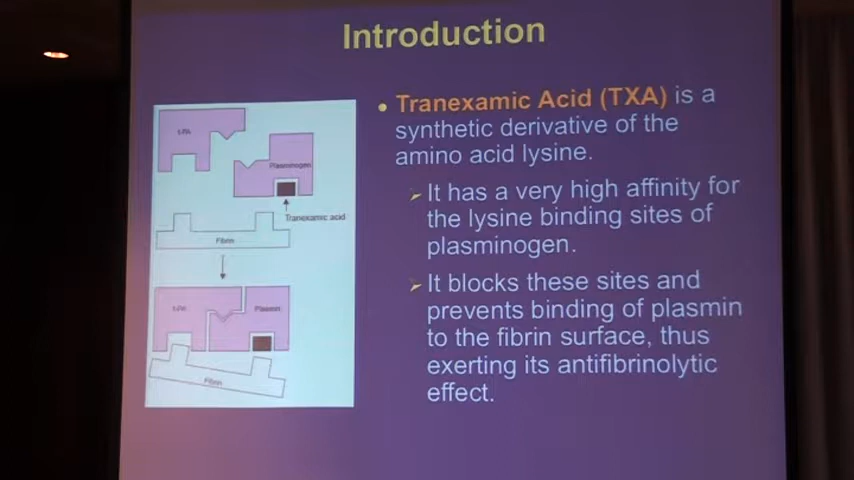 Introduction
t-PA
Plasminogen
Tranexamic acid
Fibrin
t-PA
Plasmin
Fibrin
• Tranexamic Acid (TXA) is a
synthetic derivative of the
amino acid lysine.
➢ It has a very high affinity for
the lysine binding sites of
plasminogen.
➢ It blocks these sites and
prevents binding of plasmin
to the fibrin surface, thus
exerting its antifibrinolytic
effect.